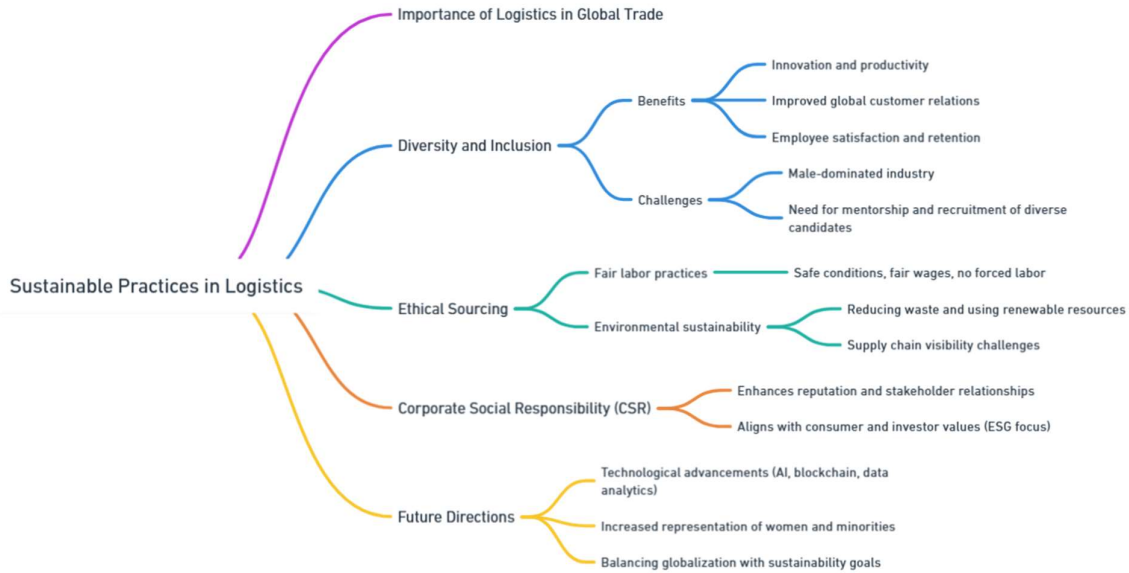 Sustainable Practices in Logistics
Importance of Logistics in Global Trade
Diversity and Inclusion
Benefits
Innovation and productivity
Improved global customer relations
Employee satisfaction and retention
Challenges
Male-dominated industry
Need for mentorship and recruitment of diverse
candidates
Ethical Sourcing
Fair labor practices
Safe conditions, fair wages, no forced labor
Environmental sustainability
Reducing waste and using renewable resources
Supply chain visibility challenges
Corporate Social Responsibility (CSR)
Enhances reputation and stakeholder relationships
Aligns with consumer and investor values (ESG focus)
Future Directions
Technological advancements (AI, blockchain, data
analytics)
Increased representation of women and minorities
Balancing globalization with sustainability goals